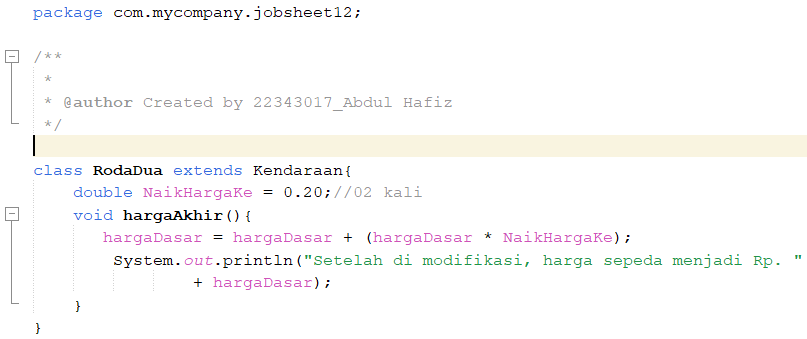 package com.mycompany.jobsheet12;
/**
 *
 * @author Created by 22343017_Abdul Hafiz
 */
class RodaDua extends Kendaraan{
    double NaikHargaKe = 0.20;//02 kali
    void hargaAkhir(){
       hargaDasar = hargaDasar + (hargaDasar * NaikHargaKe);
        System.out.println("Setelah di modifikasi, harga sepeda menjadi Rp. "
                + hargaDasar);
    }
}